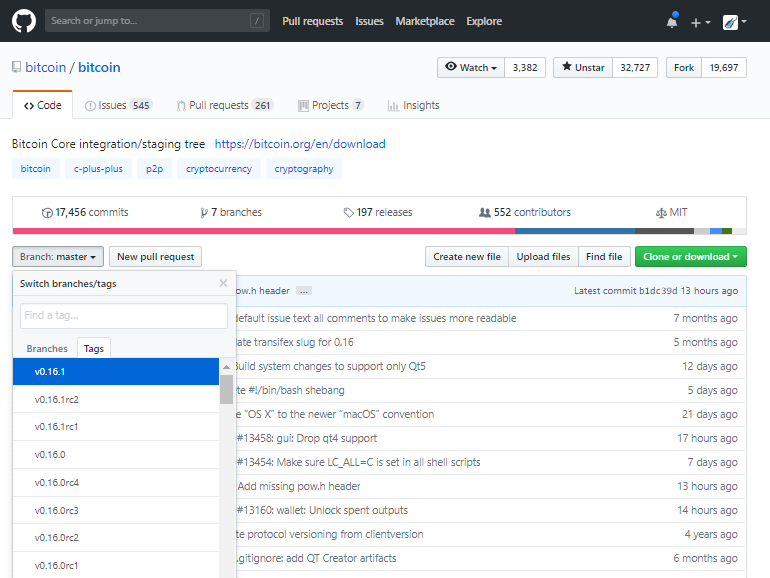 Search or jump to... /
Pull requests Issues Marketplace Explore
bitcoin / bitcoin
Watch 3,382 Unstar 32,727 Fork 19,697
Code Issues 545 Pull requests 261 Projects 7 Insights
Bitcoin Core integration/staging tree https://bitcoin.org/en/download
bitcoin c-plus-plus p2p cryptocurrency cryptography
17,456 commits 7 branches 197 releases 552 contributors MIT
Branch: master New pull request Create new file Upload files Find file Clone or download
Switch branches/tags
Find a tag...
Branches Tags
v0.16.1
v0.16.1rc2
v0.16.1rc1
v0.16.0
v0.16.0rc4
v0.16.0rc3
v0.16.0rc2
v0.16.0rc1
pow.h header ... Latest commit b1dc39d 13 hours ago
default issue text all comments to make issues more readable 7 months ago
ate transifex slug for 0.16 5 months ago
Build system changes to support only Qt5 12 days ago
te #!/bin/bash shebang 5 days ago
e "OS X" to the newer "macOS" convention 21 days ago
#13458: gui: Drop qt4 support 17 hours ago
#13454: Make sure LC_ALL=C is set in all shell scripts 7 days ago
Add missing pow.h header 13 hours ago
#13160: wallet: Unlock spent outputs 14 hours ago
te protocol versioning from clientversion 4 years ago
.gitignore: add QT Creator artifacts 6 months ago